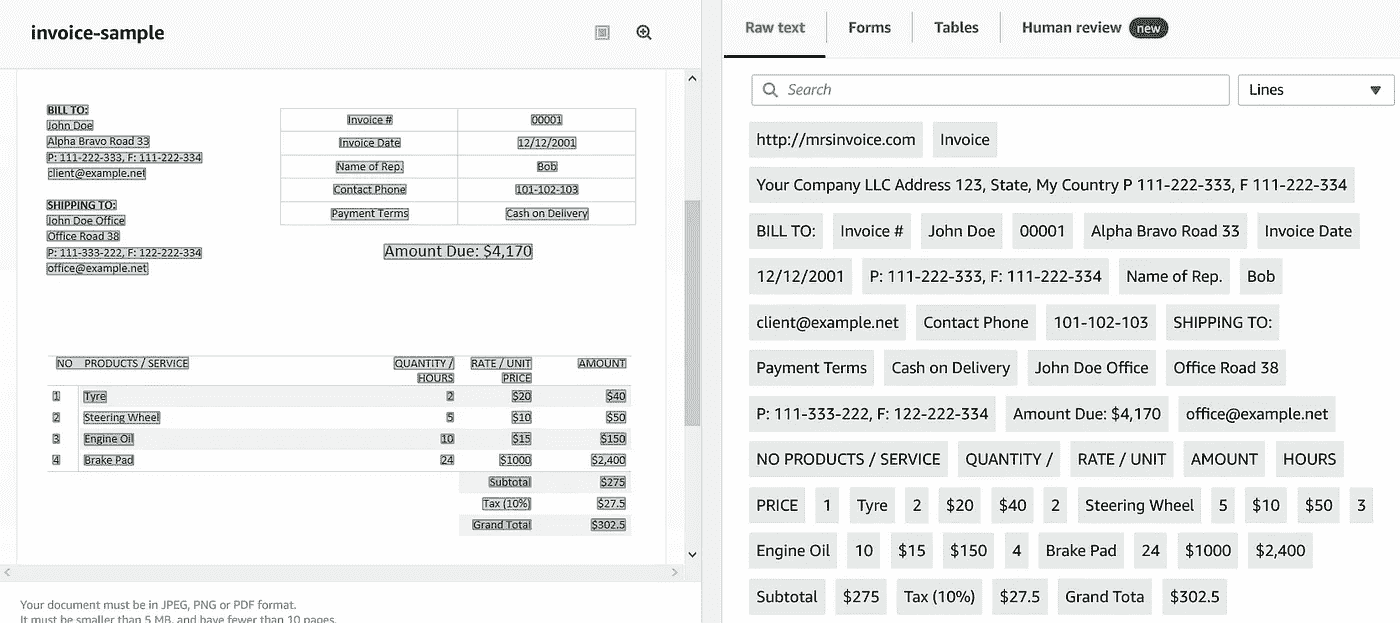 invoice-sample
BILL TO:
John Doe
Alpha Bravo Road 33
P: 111-222-333, F: 111-222-334
client@example.net
SHIPPING TO:
John Doe Office
Office Road 38
P: 111-333-222, F: 122-222-334
office@example.net
Invoice # 00001
Invoice Date 12/12/2001
Name of Rep. Bob
Contact Phone 101-102-103
Payment Terms Cash on Delivery
Amount Due: $4,170
NO PRODUCTS / SERVICE QUANTITY / RATE / UNIT AMOUNT
HOURS PRICE
1 Tyre 2 $20 $40
2 Steering Wheel 5 $10 $50
3 Engine Oil 10 $15 $150
4 Brake Pad 24 $1000 $2,400
Subtotal $275
Tax (10%) $27.5
Grand Total $302.5
Your document must be in JPEG, PNG or PDF format.
It must be smaller than 5 MB, and have fewer than 10 pages.
Raw text Forms Tables Human review new
Search Lines
http://mrsinvoice.com Invoice
Your Company LLC Address 123, State, My Country P 111-222-333, F 111-222-334
BILL TO: Invoice # John Doe 00001 Alpha Bravo Road 33 Invoice Date
12/12/2001 P: 111-222-333, F: 111-222-334 Name of Rep. Bob
client@example.net Contact Phone 101-102-103 SHIPPING TO:
Payment Terms Cash on Delivery John Doe Office Office Road 38
P: 111-333-222, F: 122-222-334 Amount Due: $4,170 office@example.net
NO PRODUCTS / SERVICE QUANTITY / RATE / UNIT AMOUNT HOURS
PRICE 1 Tyre 2 $20 $40 2 Steering Wheel 5 $10 $50 3
Engine Oil 10 $15 $150 4 Brake Pad 24 $1000 $2,400
Subtotal $275 Tax (10%) $27.5 Grand Tota $302.5